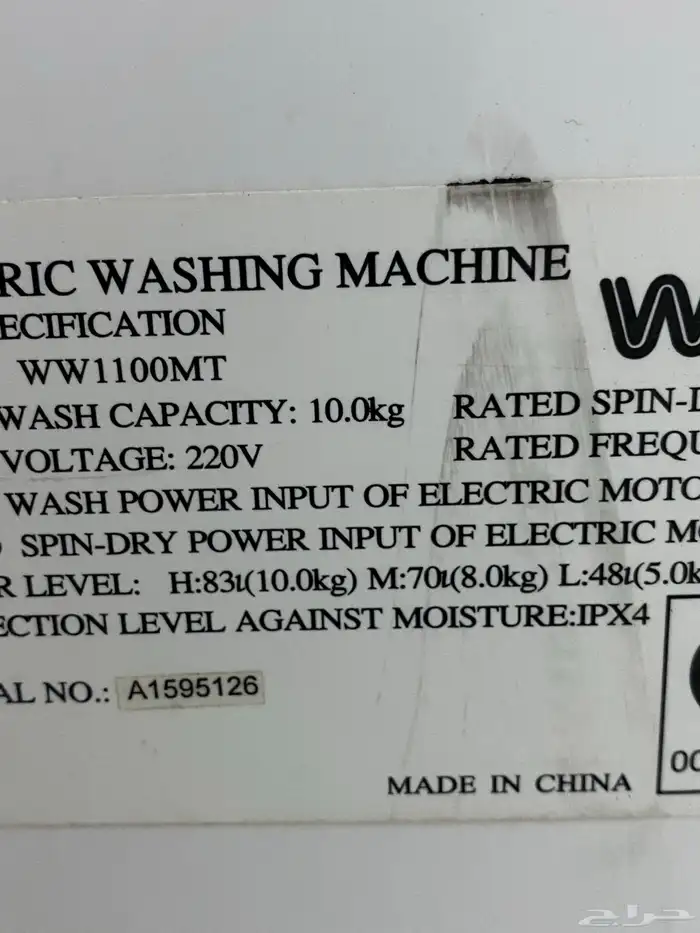 RIC WASHING MACHINE
ECIFICATION
WW1100MT
WASH CAPACITY: 10.0kg RATED SPIN-D
VOLTAGE: 220V RATED FREQU
WASH POWER INPUT OF ELECTRIC MOTO
SPIN-DRY POWER INPUT OF ELECTRIC M
R LEVEL: H:83ι(10.0kg) M:70ι(8.0kg) L:48ι(5.0k
ECTION LEVEL AGAINST MOISTURE:IPX4
AL NO.: A1595126
00
MADE IN CHINA
حراج